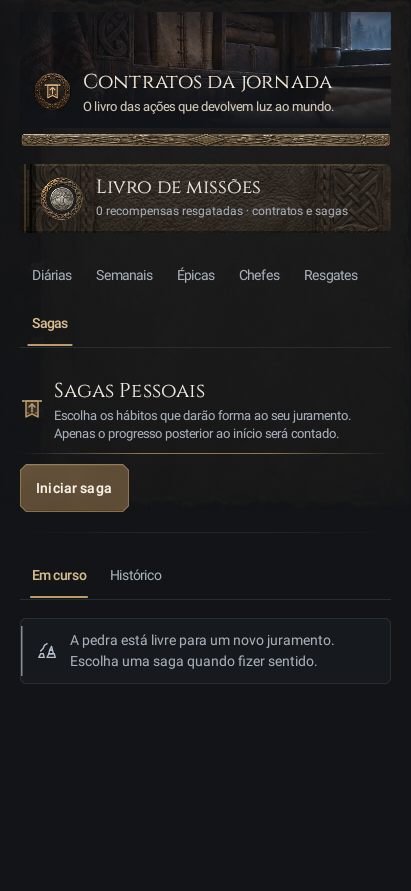 Contratos da jornada
O livro das ações que devolvem luz ao mundo.
Livro de missões
0 recompensas resgatadas · contratos e sagas
Diárias Semanais Épicas Chefes Resgates
Sagas
Sagas Pessoais
Escolha os hábitos que darão forma ao seu juramento.
Apenas o progresso posterior ao início será contado.
Iniciar saga
Em curso Histórico
A pedra está livre para um novo juramento.
Escolha uma saga quando fizer sentido.